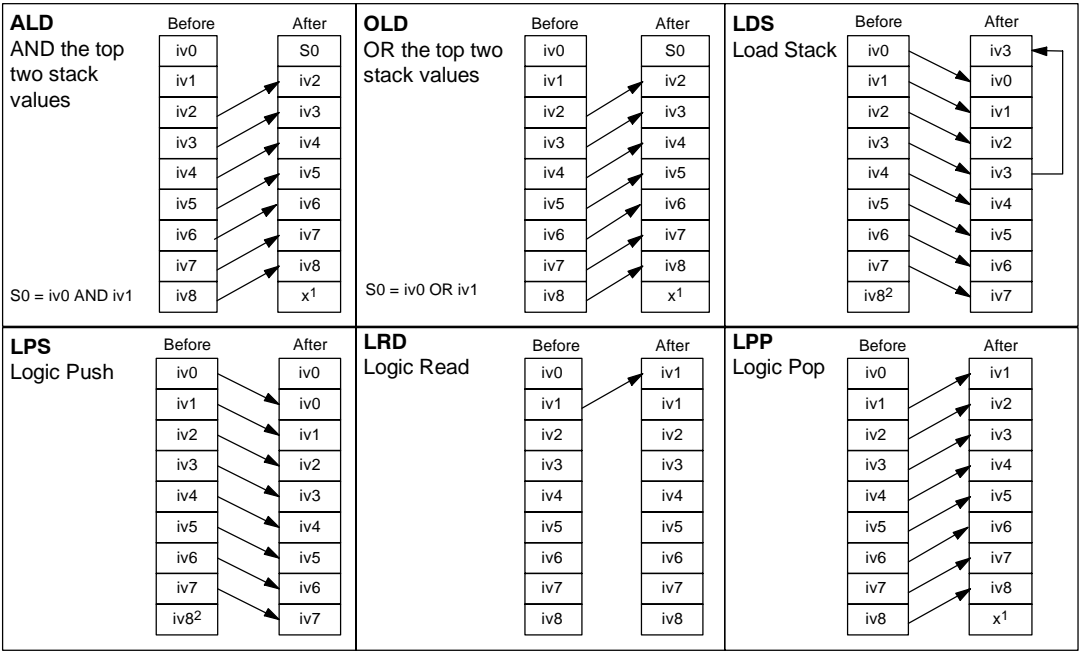 ALD
AND the top
two stack
values
Before After
iv0 S0
iv1 iv2
iv2 iv3
iv3 iv4
iv4 iv5
iv5 iv6
iv6 iv7
iv7 iv8
iv8 x1
S0 = iv0 AND iv1
OLD
OR the top two
stack values
Before After
iv0 S0
iv1 iv2
iv2 iv3
iv3 iv4
iv4 iv5
iv5 iv6
iv6 iv7
iv7 iv8
iv8 x1
S0 = iv0 OR iv1
LDS
Load Stack
Before After
iv0 iv3
iv1 iv0
iv2 iv1
iv3 iv2
iv4 iv3
iv5 iv4
iv6 iv5
iv7 iv6
iv82 iv7
LPS
Logic Push
Before After
iv0 iv0
iv1 iv0
iv2 iv1
iv3 iv2
iv4 iv3
iv5 iv4
iv6 iv5
iv7 iv6
iv82 iv7
LRD
Logic Read
Before After
iv0 iv1
iv1 iv1
iv2 iv2
iv3 iv3
iv4 iv4
iv5 iv5
iv6 iv6
iv7 iv7
iv8 iv8
LPP
Logic Pop
Before After
iv0 iv1
iv1 iv2
iv2 iv3
iv3 iv4
iv4 iv5
iv5 iv6
iv6 iv7
iv7 iv8
iv8 x1